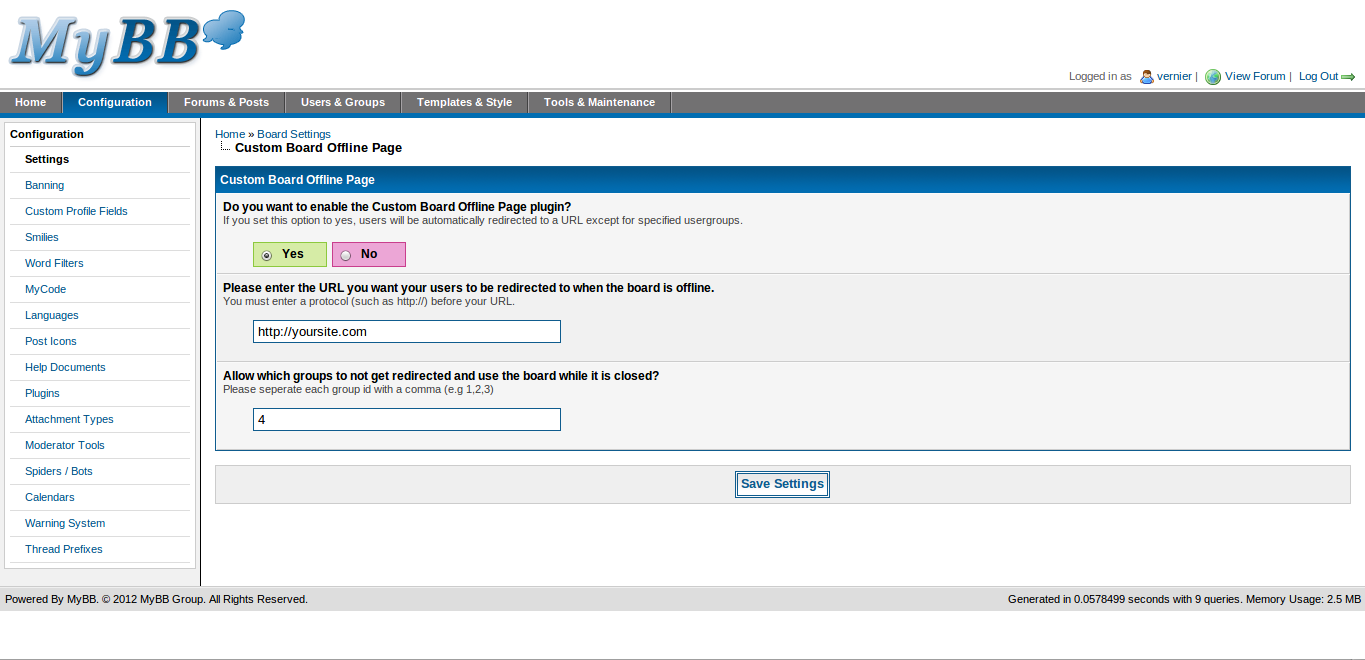 MyBB
Logged in as vernier | View Forum | Log Out
Home Configuration Forums & Posts Users & Groups Templates & Style Tools & Maintenance
Configuration
Settings
Banning
Custom Profile Fields
Smilies
Word Filters
MyCode
Languages
Post Icons
Help Documents
Plugins
Attachment Types
Moderator Tools
Spiders / Bots
Calendars
Warning System
Thread Prefixes
Home » Board Settings
Custom Board Offline Page
Custom Board Offline Page
Do you want to enable the Custom Board Offline Page plugin?
If you set this option to yes, users will be automatically redirected to a URL except for specified usergroups.
Yes No
Please enter the URL you want your users to be redirected to when the board is offline.
You must enter a protocol (such as http://) before your URL.
http://yoursite.com
Allow which groups to not get redirected and use the board while it is closed?
Please seperate each group id with a comma (e.g 1,2,3)
4
Save Settings
Powered By MyBB. © 2012 MyBB Group. All Rights Reserved.
Generated in 0.0578499 seconds with 9 queries. Memory Usage: 2.5 MB